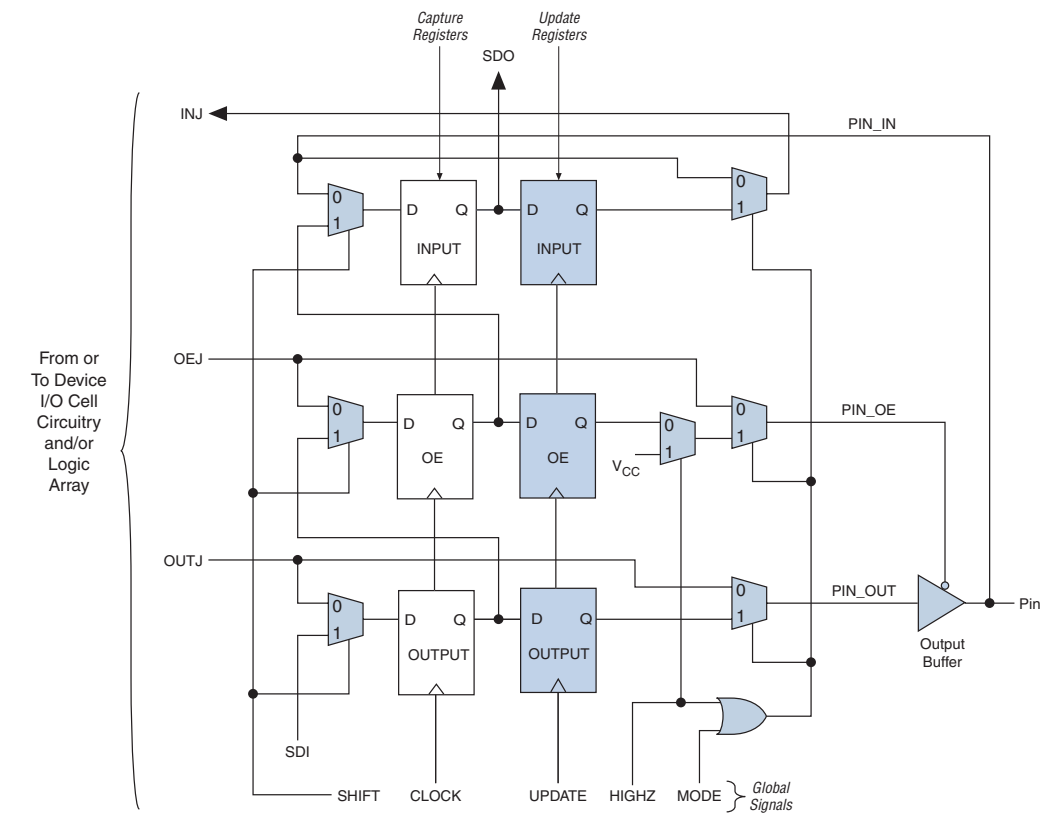 Capture
Registers
Update
Registers
SDO
INJ
PIN_IN
0
1
D Q
INPUT
D Q
INPUT
0
1
From or
To Device
I/O Cell
Circuitry
and/or
Logic
Array
OEJ
0
1
D Q
OE
D Q
OE
0
1
VCC
0
1
PIN_OE
OUTJ
0
1
D Q
OUTPUT
D Q
OUTPUT
0
1
PIN_OUT
Pin
Output
Buffer
SDI
SHIFT
CLOCK
UPDATE
HIGHZ
MODE
Global
Signals